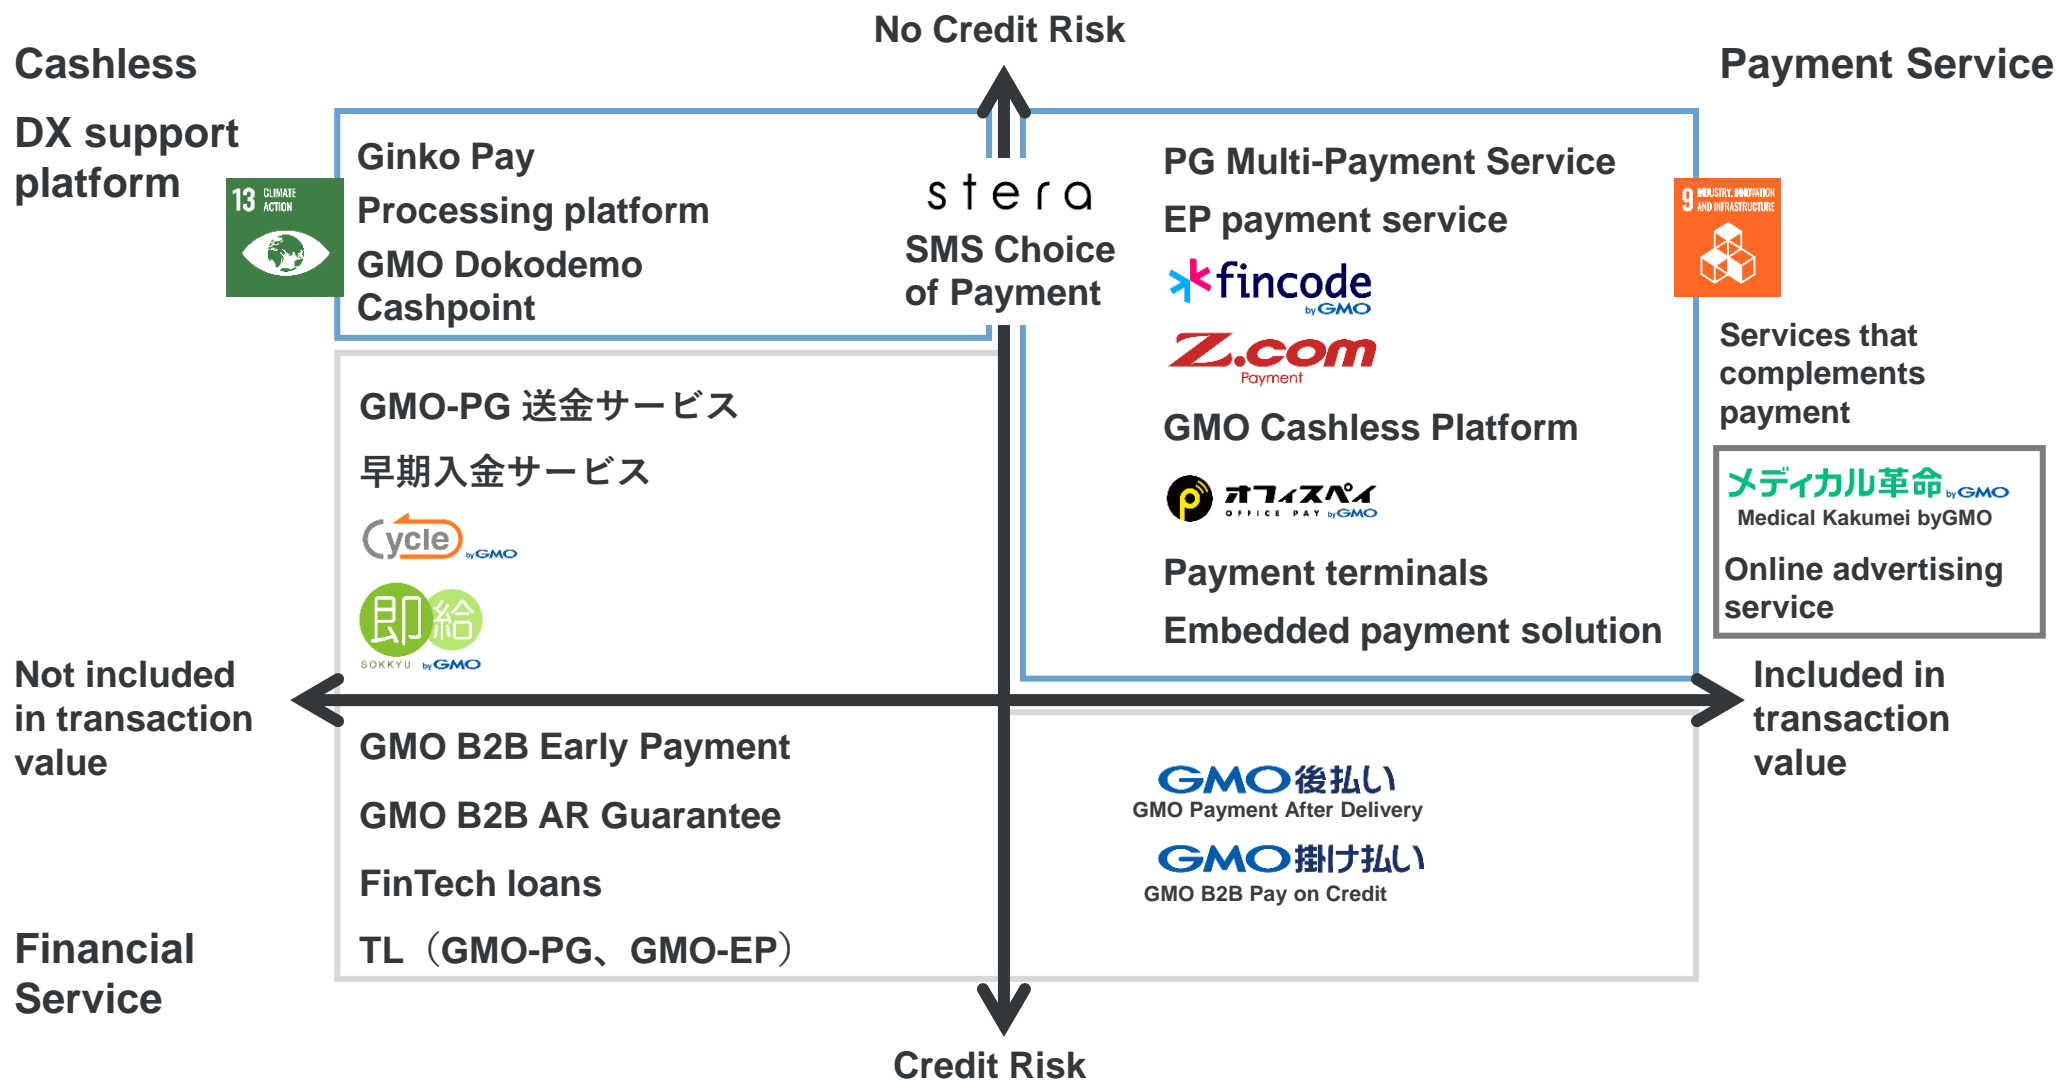 No Credit Risk
Cashless
DX support
platform
Payment Service
13 CLIMATE
ACTION
Ginko Pay
Processing platform
GMO Dokodemo
Cashpoint
stera
SMS Choice
of Payment
PG Multi-Payment Service
EP payment service
fincode
by GMO
Z.com
Payment
GMO Cashless Platform
オフィスペイ
OFFICE PAY by GMO
Payment terminals
Embedded payment solution
9 INDUSTRY, INNOVATION
AND INFRASTRUCTURE
Services that
complements
payment
メディカル革命 by GMO
Medical Kakumei byGMO
Online advertising
service
GMO-PG 送金サービス
早期入金サービス
Cycle by GMO
即給
SOKKYU by GMO
Not included
in transaction
value
Included in
transaction
value
GMO B2B Early Payment
GMO B2B AR Guarantee
FinTech loans
TL（GMO-PG、GMO-EP）
GMO後払い
GMO Payment After Delivery
GMO掛け払い
GMO B2B Pay on Credit
Financial
Service
Credit Risk